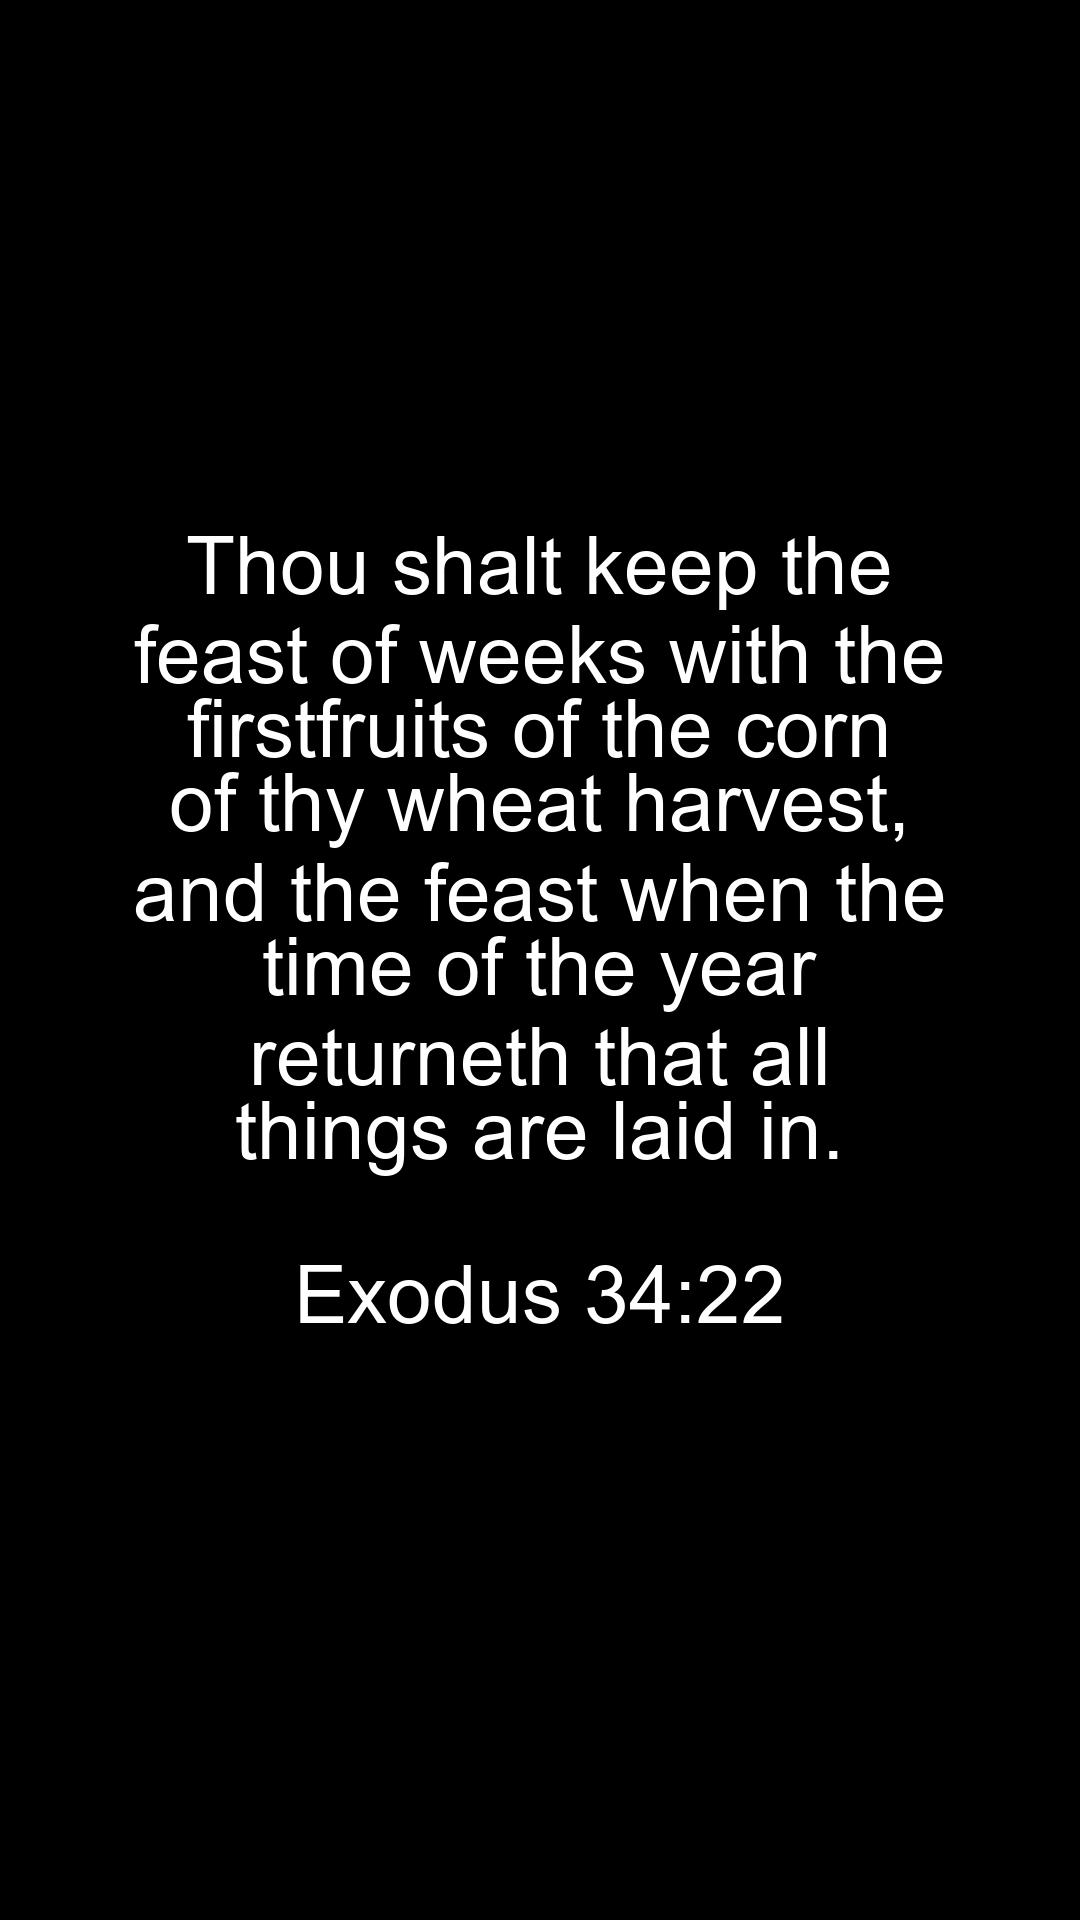 Thou shalt keep the
feast of weeks with the
firstfruits of the corn
of thy wheat harvest,
and the feast when the
time of the year
returneth that all
things are laid in.
Exodus 34:22